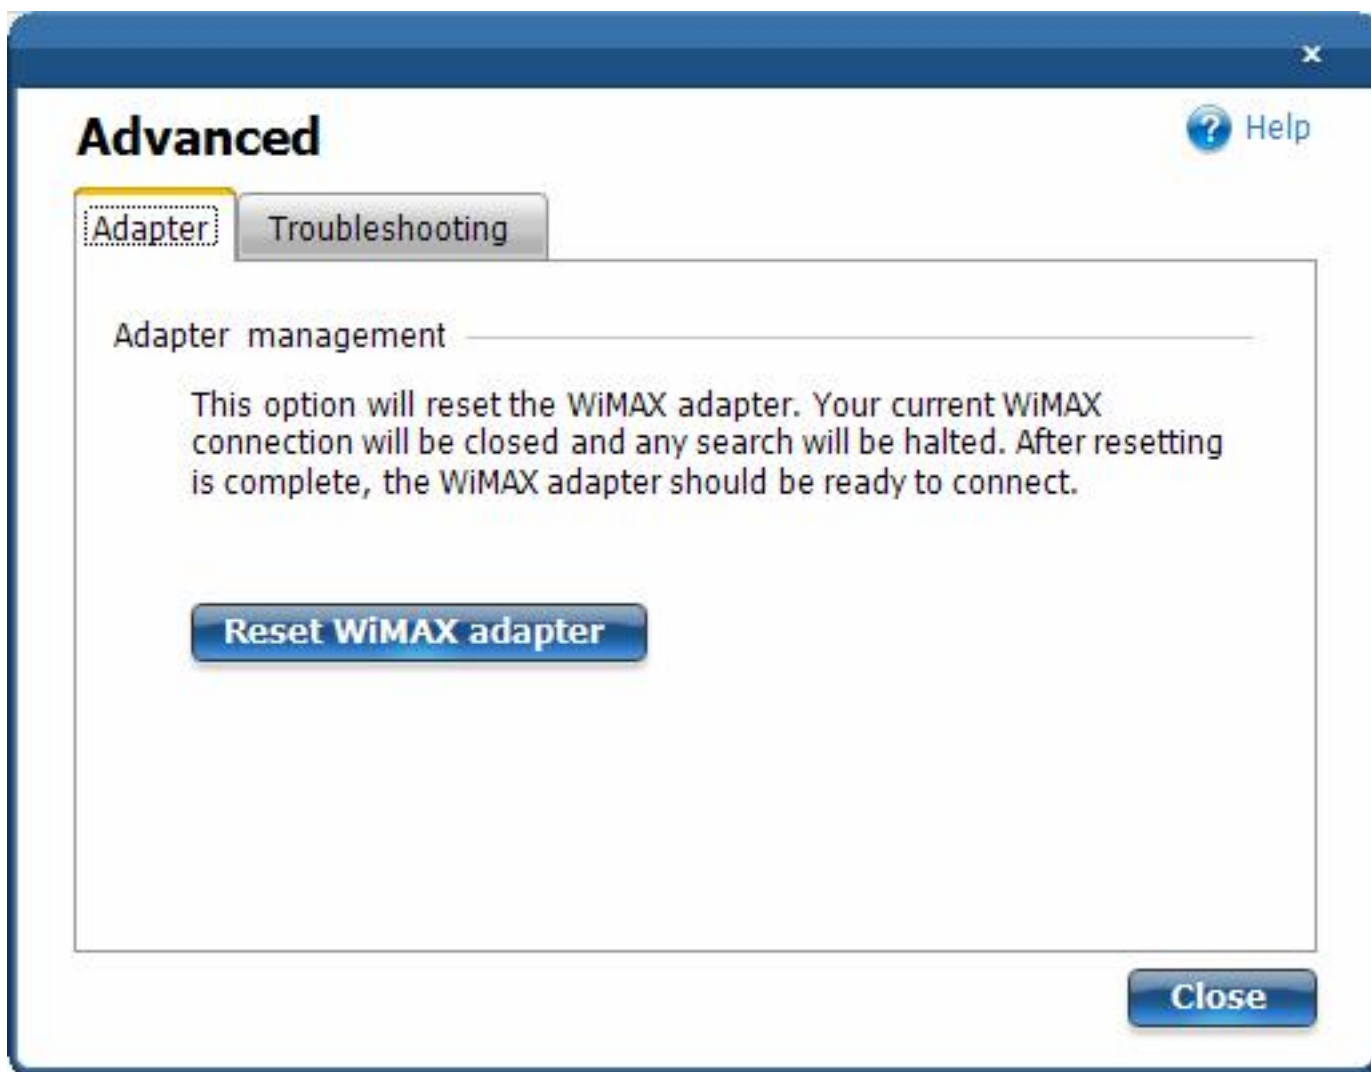 Advanced
Help
Adapter
Troubleshooting
Adapter management
This option will reset the WiMAX adapter. Your current WiMAX
connection will be closed and any search will be halted. After resetting
is complete, the WiMAX adapter should be ready to connect.
Reset WiMAX adapter
Close